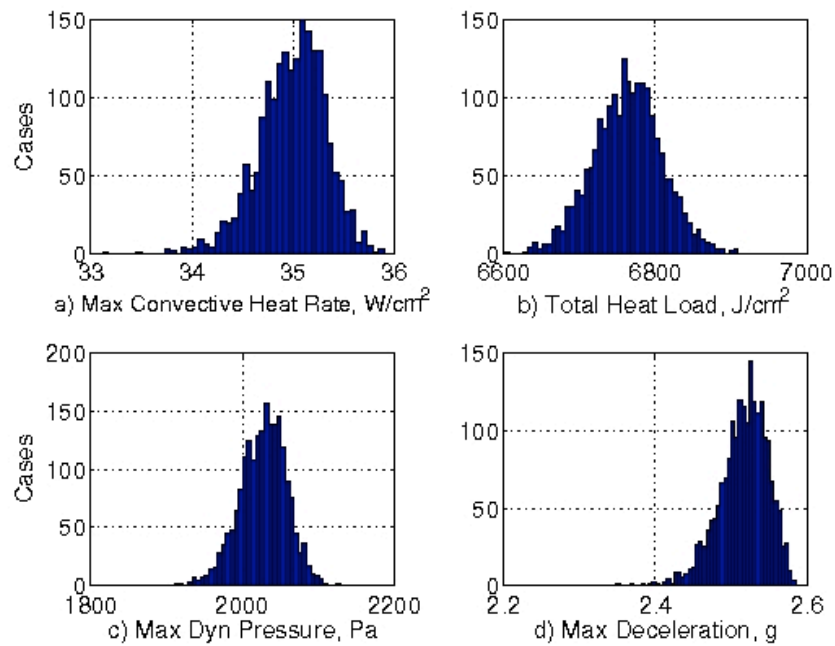 150
100
50
0
Cases
33 34 35 36
a) Max Convective Heat Rate, W/cm²
150
100
50
0
6600 6800 7000
b) Total Heat Load, J/cm²
200
150
100
50
0
Cases
1800 2000 2200
c) Max Dyn Pressure, Pa
150
100
50
0
2.2 2.4 2.6
d) Max Deceleration, g